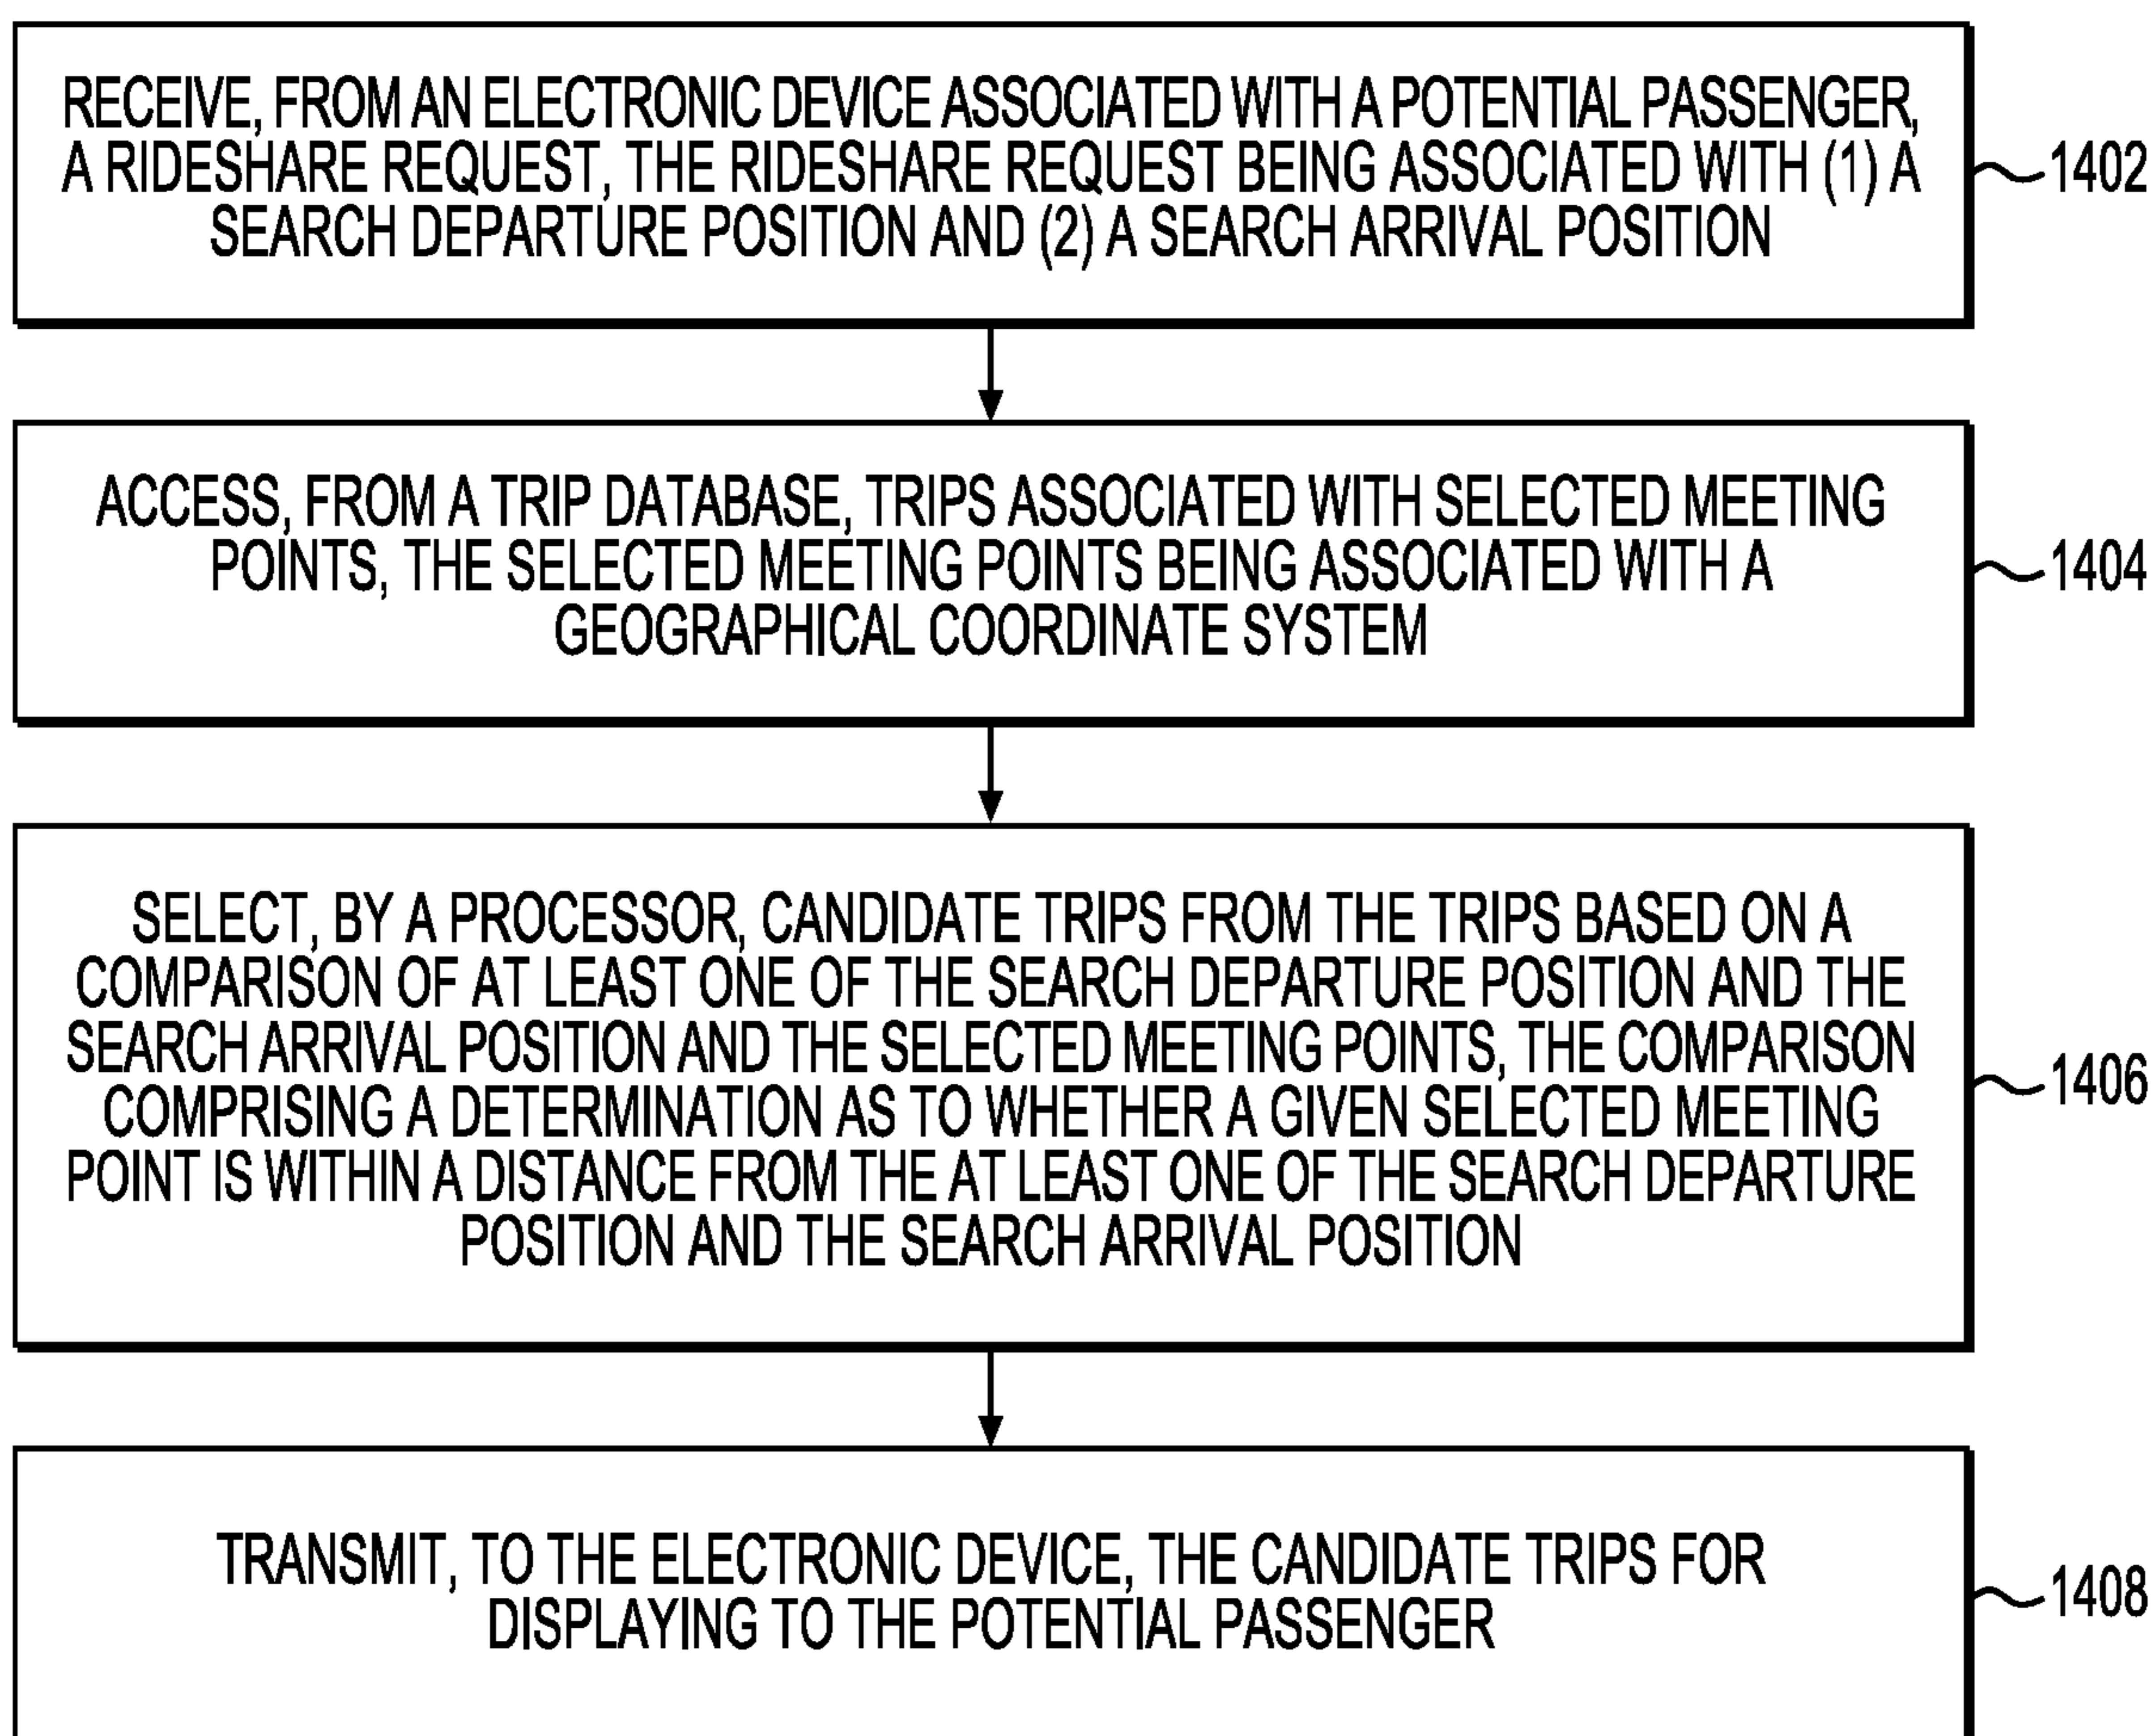 RECEIVE, FROM AN ELECTRONIC DEVICE ASSOCIATED WITH A POTENTIAL PASSENGER,
A RIDESHARE REQUEST, THE RIDESHARE REQUEST BEING ASSOCIATED WITH (1) A
SEARCH DEPARTURE POSITION AND (2) A SEARCH ARRIVAL POSITION
1402
ACCESS, FROM A TRIP DATABASE, TRIPS ASSOCIATED WITH SELECTED MEETING
POINTS, THE SELECTED MEETING POINTS BEING ASSOCIATED WITH A
GEOGRAPHICAL COORDINATE SYSTEM
1404
SELECT, BY A PROCESSOR, CANDIDATE TRIPS FROM THE TRIPS BASED ON A
COMPARISON OF AT LEAST ONE OF THE SEARCH DEPARTURE POSITION AND THE
SEARCH ARRIVAL POSITION AND THE SELECTED MEETING POINTS, THE COMPARISON
COMPRISING A DETERMINATION AS TO WHETHER A GIVEN SELECTED MEETING
POINT IS WITHIN A DISTANCE FROM THE AT LEAST ONE OF THE SEARCH DEPARTURE
POSITION AND THE SEARCH ARRIVAL POSITION
1406
TRANSMIT, TO THE ELECTRONIC DEVICE, THE CANDIDATE TRIPS FOR
DISPLAYING TO THE POTENTIAL PASSENGER
1408